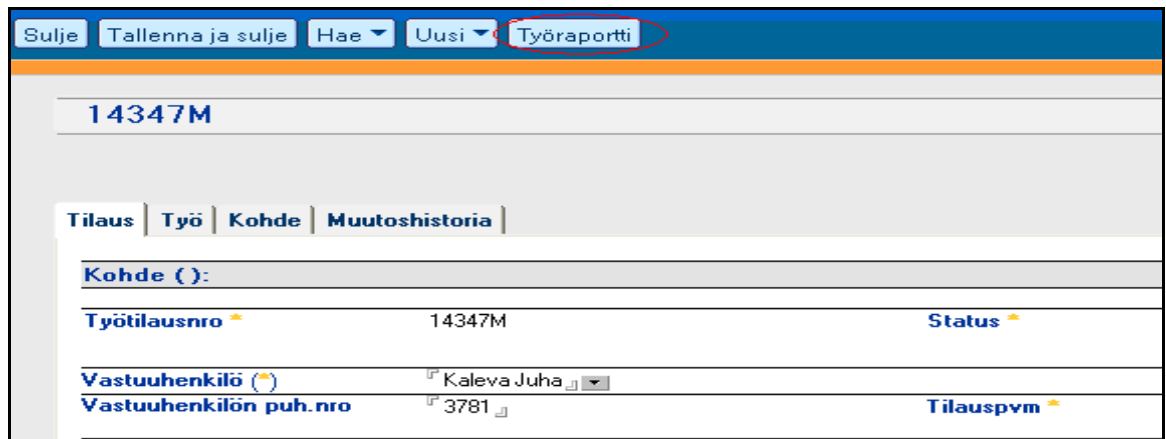 Sulje Tallenna ja sulje Hae Uusi Työraportti
14347M
Tilaus Työ Kohde Muutoshistoria
Kohde ( ):
Työtilausnro * 14347M Status *
Vastuuhenkilö (*) Kaleva Juha
Vastuuhenkilön puh.nro 3781 Tilauspvm *